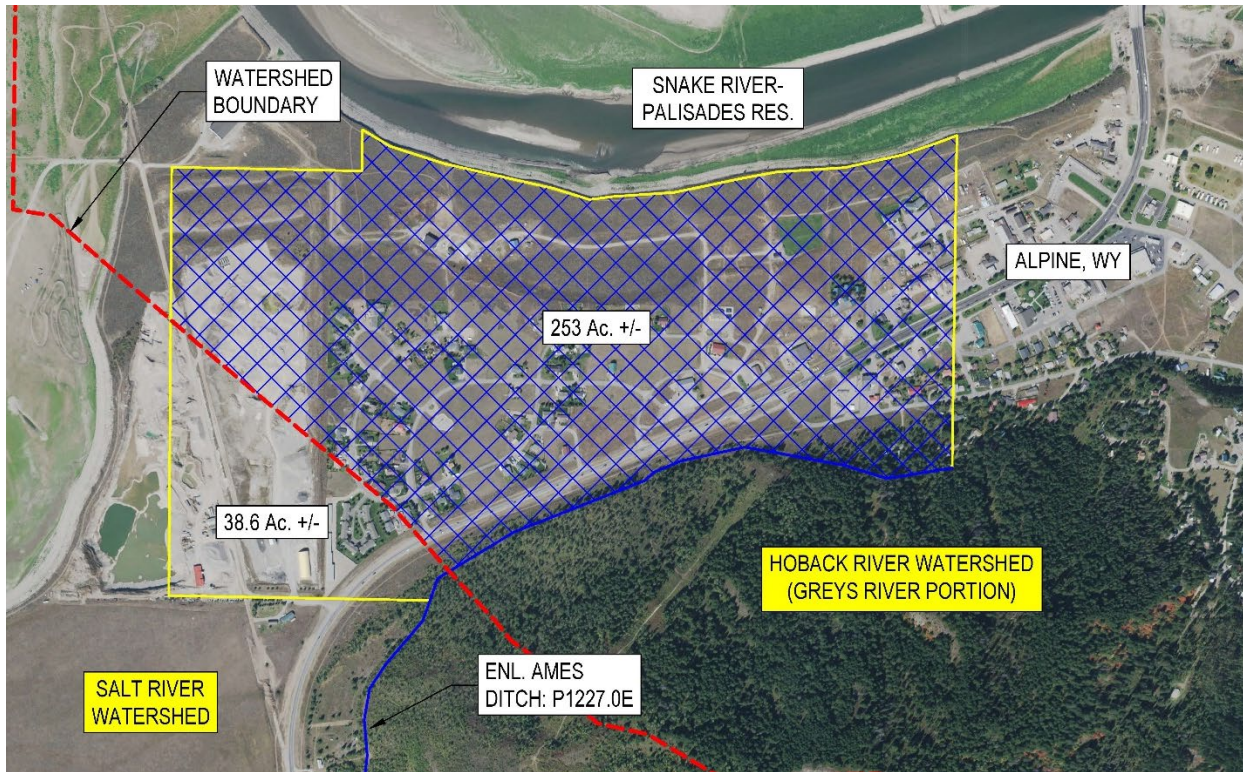 WATERSHED
BOUNDARY
SNAKE RIVER-
PALISADES RES.
ALPINE, WY
253 Ac. +/-
38.6 Ac. +/-
HOBACK RIVER WATERSHED
(GREYS RIVER PORTION)
ENL. AMES
DITCH: P1227.0E
SALT RIVER
WATERSHED